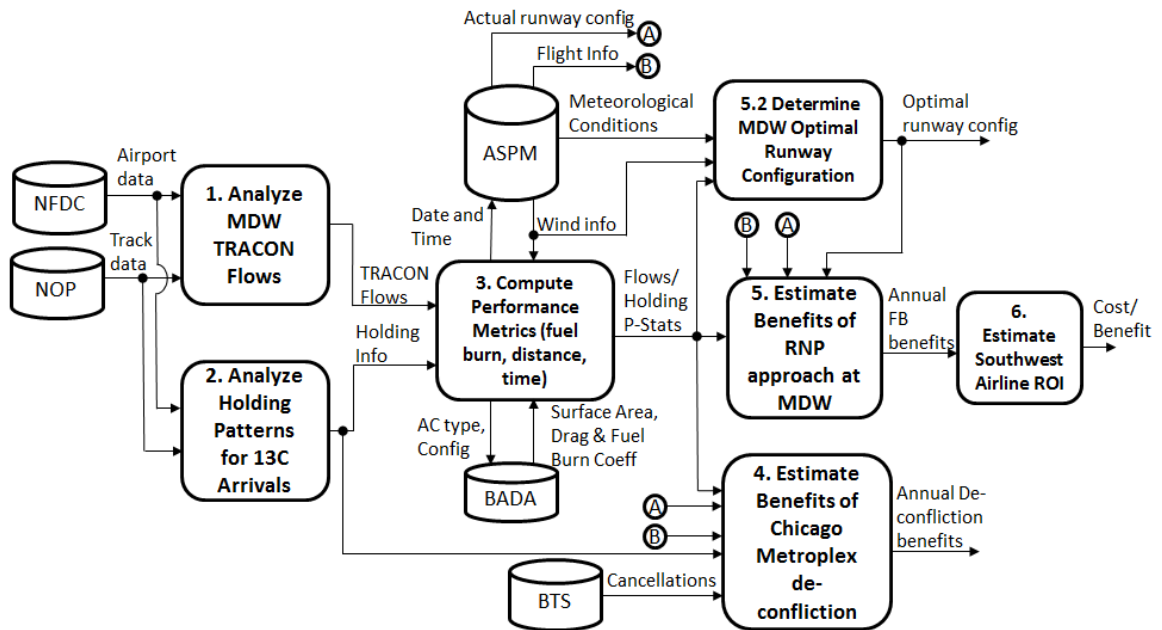 Actual runway config
A
Flight Info
B
ASPM
Meteorological
Conditions
5.2 Determine
MDW Optimal
Runway
Configuration
Optimal
runway config
Airport
data
NFDC
1. Analyze
MDW
TRACON
Flows
Track
data
NOP
Date and
Time
Wind info
B
A
TRACON
Flows
3. Compute
Performance
Metrics (fuel
burn, distance,
time)
Flows/
Holding
P-Stats
5. Estimate
Benefits of
RNP
approach at
MDW
Annual
FB
benefits
6.
Estimate
Southwest
Airline ROI
Cost/
Benefit
Holding
Info
2. Analyze
Holding
Patterns
for 13C
Arrivals
AC type,
Config
Surface Area,
Drag & Fuel
Burn Coeff
BADA
A
B
4. Estimate
Benefits of
Chicago
Metroplex
de-
confliction
Annual De-
confliction
benefits
BTS
Cancellations